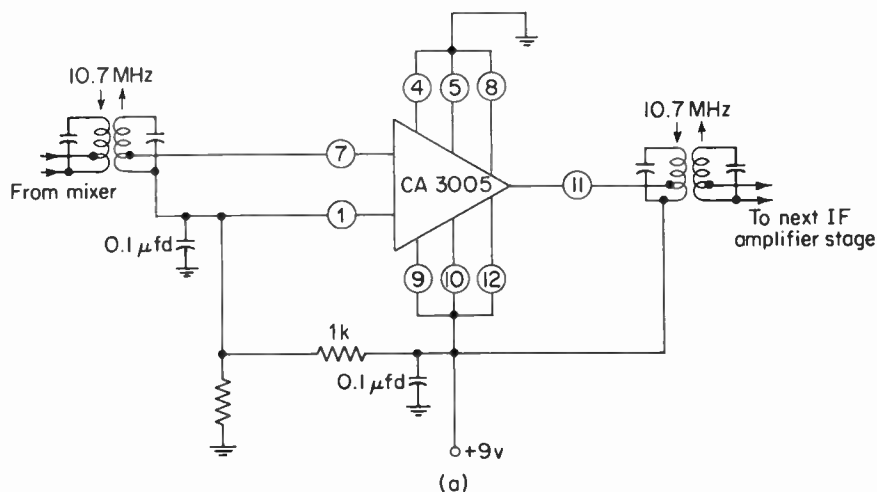 10.7 MHz
From mixer
0.1 μfd
4
5
8
7
1
CA 3005
11
9
10
12
10.7 MHz
To next IF
amplifier stage
1k
0.1 μfd
+9v
(a)